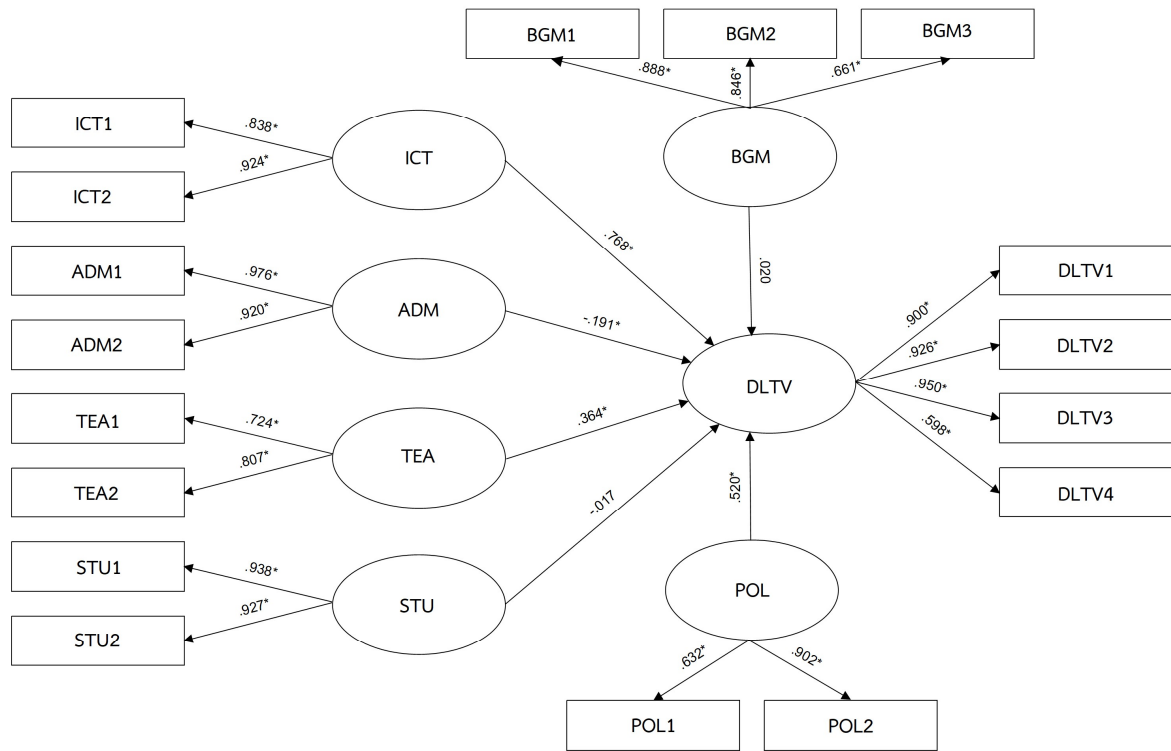 BGM1
BGM2
BGM3
.888*
.846*
.661*
BGM
.020
ICT1
ICT2
.838*
.924*
ICT
.768*
ADM1
ADM2
.976*
.920*
ADM
-.191*
TEA1
TEA2
.724*
.807*
TEA
.364*
STU1
STU2
.938*
.927*
STU
-.017
DLTV
.900*
.926*
.950*
.598*
DLTV1
DLTV2
DLTV3
DLTV4
.520*
POL
.632*
.902*
POL1
POL2